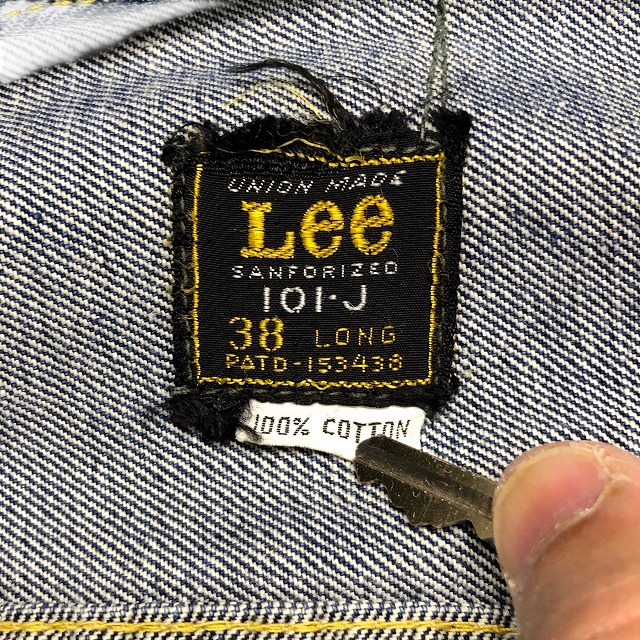 UNION MADE
Lee
SANFORIZED
101-J
38 LONG
PATD-153438
100% COTTON